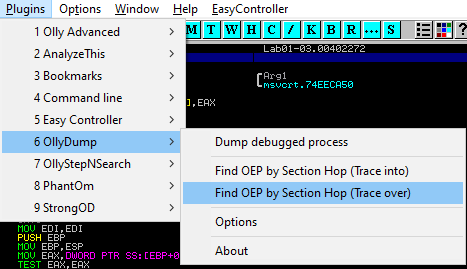 Plugins Options Window Help EasyController
1 Olly Advanced
2 AnalyzeThis
3 Bookmarks
4 Command line
5 Easy Controller
6 OllyDump
7 OllyStepNSearch
8 PhantOm
9 StrongOD
M T W H C / K B R ... S
Lab01-03.00402272
Arg1
msvcrt.74EECA50
],EAX
Dump debugged process
Find OEP by Section Hop (Trace into)
Find OEP by Section Hop (Trace over)
Options
About
MOV EDI,EDI
PUSH EBP
MOV EBP,ESP
MOV EAX,DWORD PTR SS:[EBP+0
TEST EAX,EAX